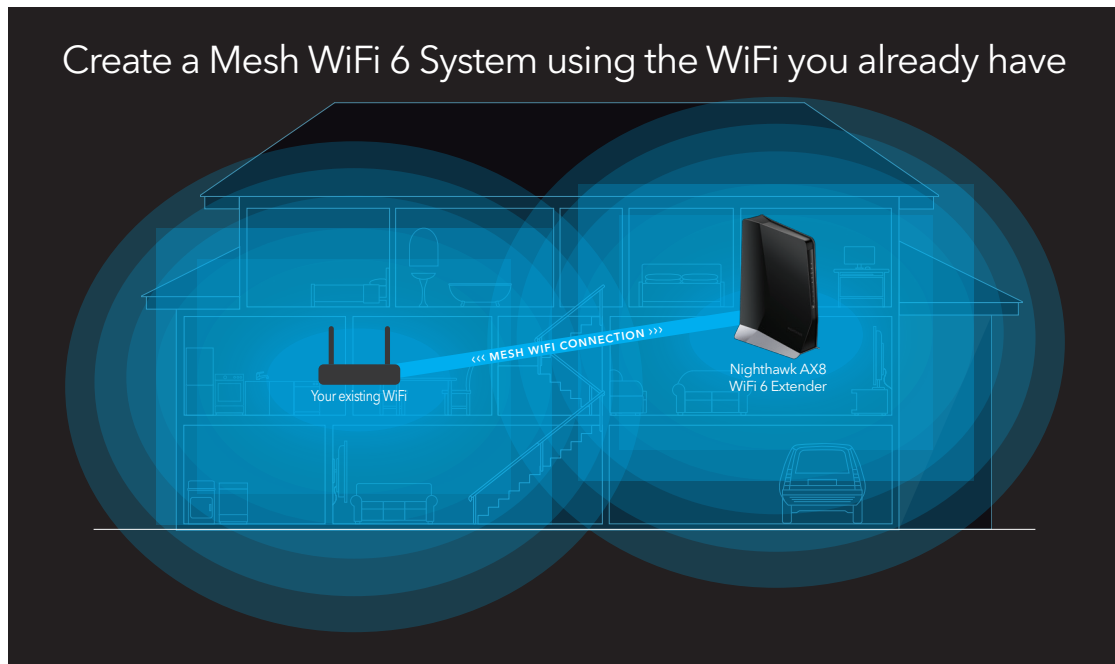 Create a Mesh WiFi 6 System using the WiFi you already have
‹‹‹ MESH WIFI CONNECTION ›››
Nighthawk AX8
WiFi 6 Extender
Your existing WiFi